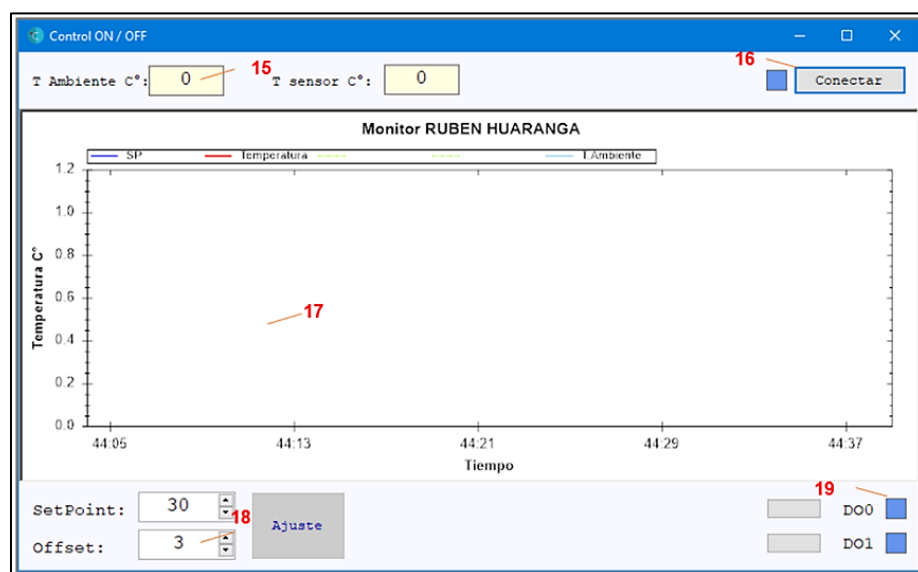 Control ON / OFF
T Ambiente C°: 0 15 T sensor C°: 0 16 Conectar
Monitor RUBEN HUARANGA
SP Temperatura T.Ambiente
1.2
1.0
0.8
0.6
0.4
0.2
0.0
Temperatura C°
17
44:05 44:13 44:21 44:29 44:37
Tiempo
SetPoint: 30 18 Ajuste 19 DO0
Offset: 3 DO1